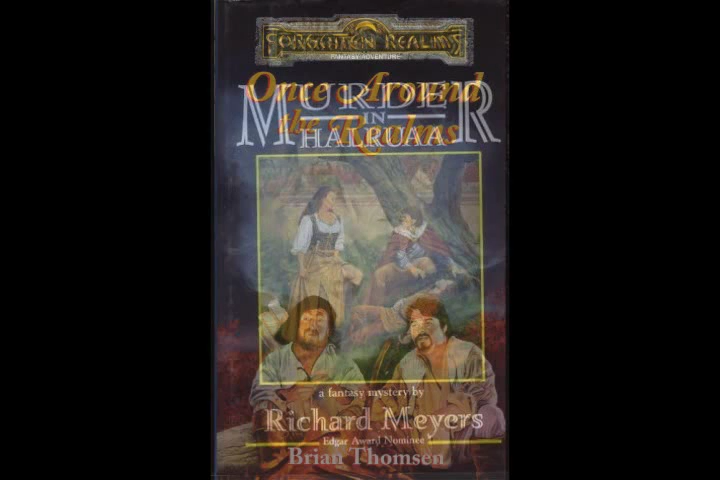 FORGOTTEN REALMS
FANTASY ADVENTURE
Once Around
the Realms
MURDER
IN
HALRUAA
a fantasy mystery by
Richard Meyers
Edgar Award Nominee
Brian Thomsen